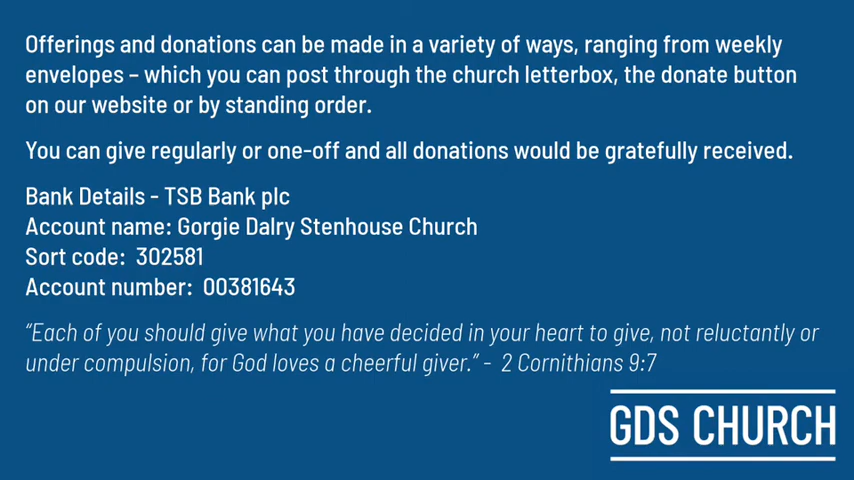 Offerings and donations can be made in a variety of ways, ranging from weekly
envelopes – which you can post through the church letterbox, the donate button
on our website or by standing order.
You can give regularly or one-off and all donations would be gratefully received.
Bank Details - TSB Bank plc
Account name: Gorgie Dalry Stenhouse Church
Sort code: 302581
Account number: 00381643
“Each of you should give what you have decided in your heart to give, not reluctantly or
under compulsion, for God loves a cheerful giver.” - 2 Cornithians 9:7
GDS CHURCH